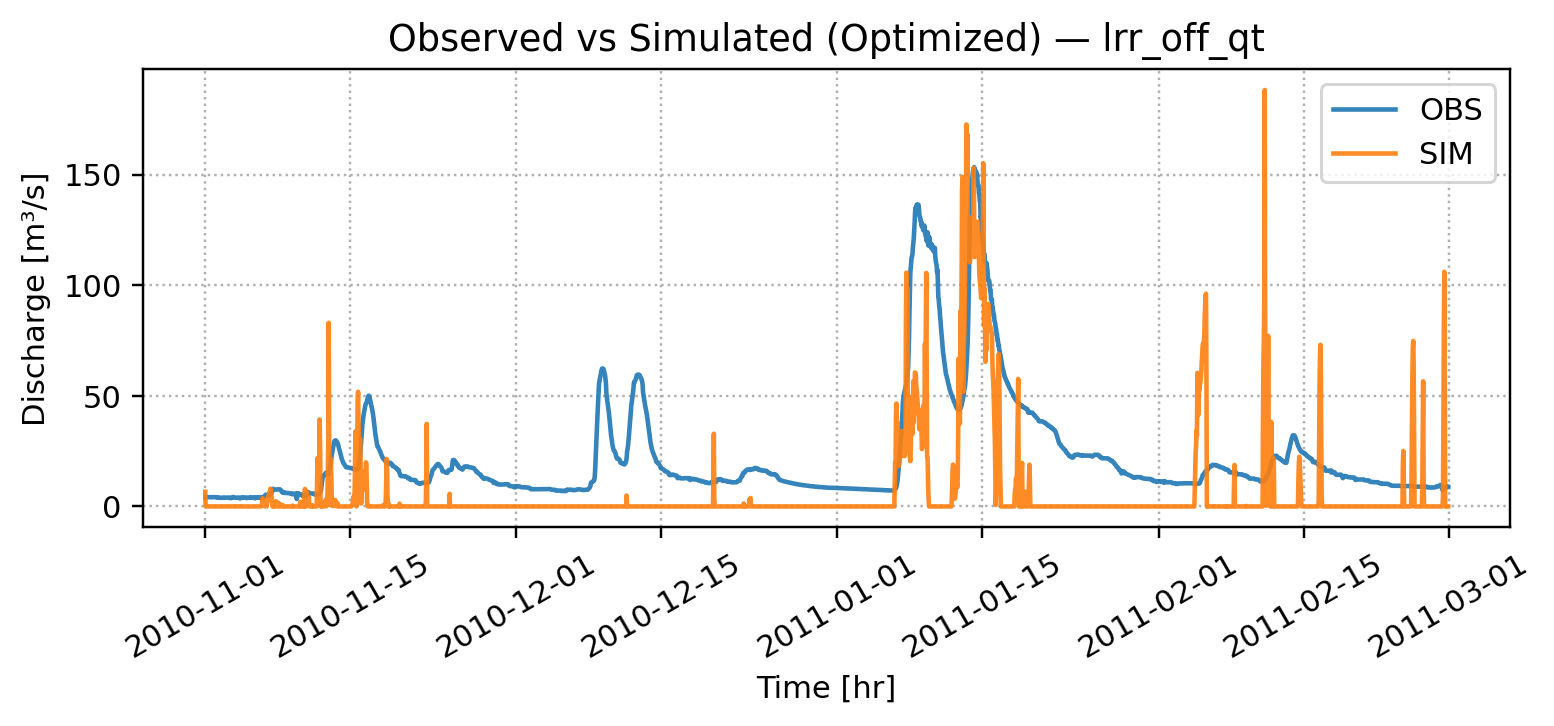 Observed vs Simulated (Optimized) — lrr_off_qt
OBS
SIM
Discharge [m³/s]
150
100
50
0
2010-11-01
2010-11-15
2010-12-01
2010-12-15
2011-01-01
2011-01-15
2011-02-01
2011-02-15
2011-03-01
Time [hr]